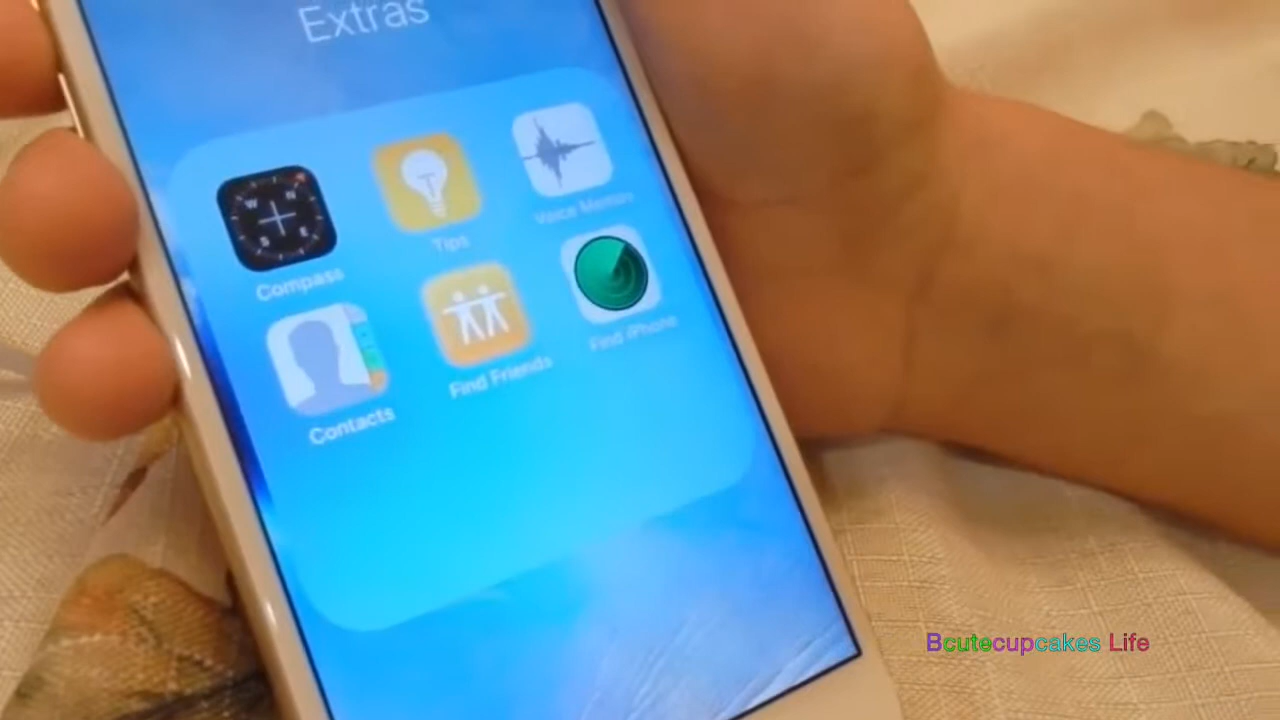 Extras
Compass
Tips
Voice Memos
Contacts
Find Friends
Find iPhone
W N
S E
Bcutecupcakes Life